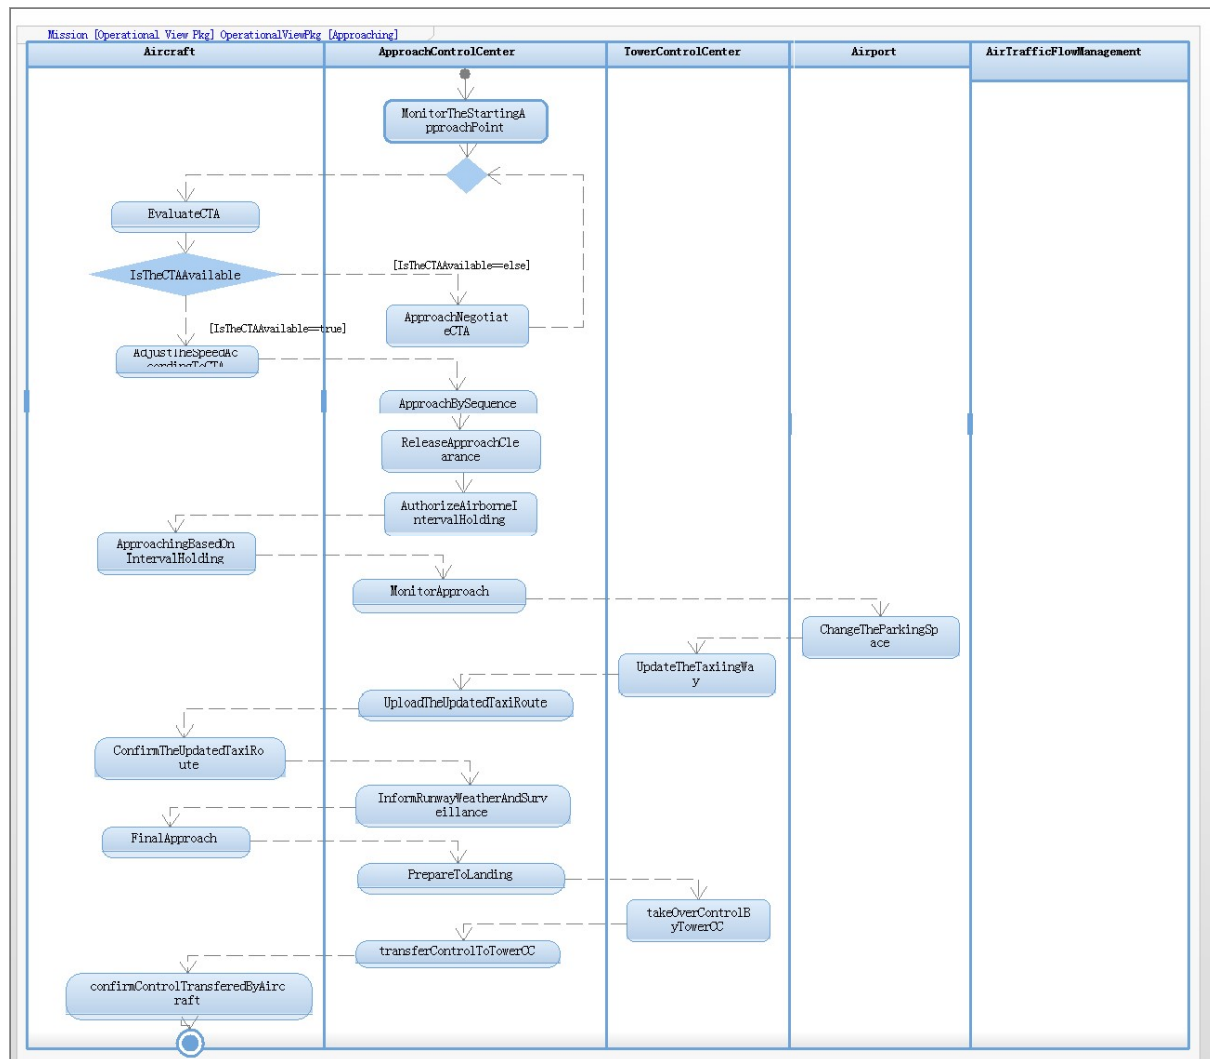 Mission [Operational View Pkg] OperationalViewPkg [Approaching]
Aircraft
ApproachControlCenter
TowerControlCenter
Airport
AirTrafficFlowManagement
MonitorTheStartingA
pproachPoint
EvaluateCTA
IsTheCTAAvailable
[IsTheCTAAvailable==else]
ApproachNegotiat
eCTA
[IsTheCTAAvailable==true]
AdjustTheSpeedAc
cordingToCTA
ApproachBySequence
ReleaseApproachCle
arance
AuthorizeAirborneI
ntervalHolding
ApproachingBasedOn
IntervalHolding
MonitorApproach
ChangeTheParkingSp
ace
UpdateTheTaxiingWa
y
UploadTheUpdatedTaxiRoute
ConfirmTheUpdatedTaxiRo
ute
InformRunwayWeatherAndSurv
eillance
FinalApproach
PrepareToLanding
takeOverControlB
yTowerCC
transferControlToTowerCC
confirmControlTransferedByAirc
raft